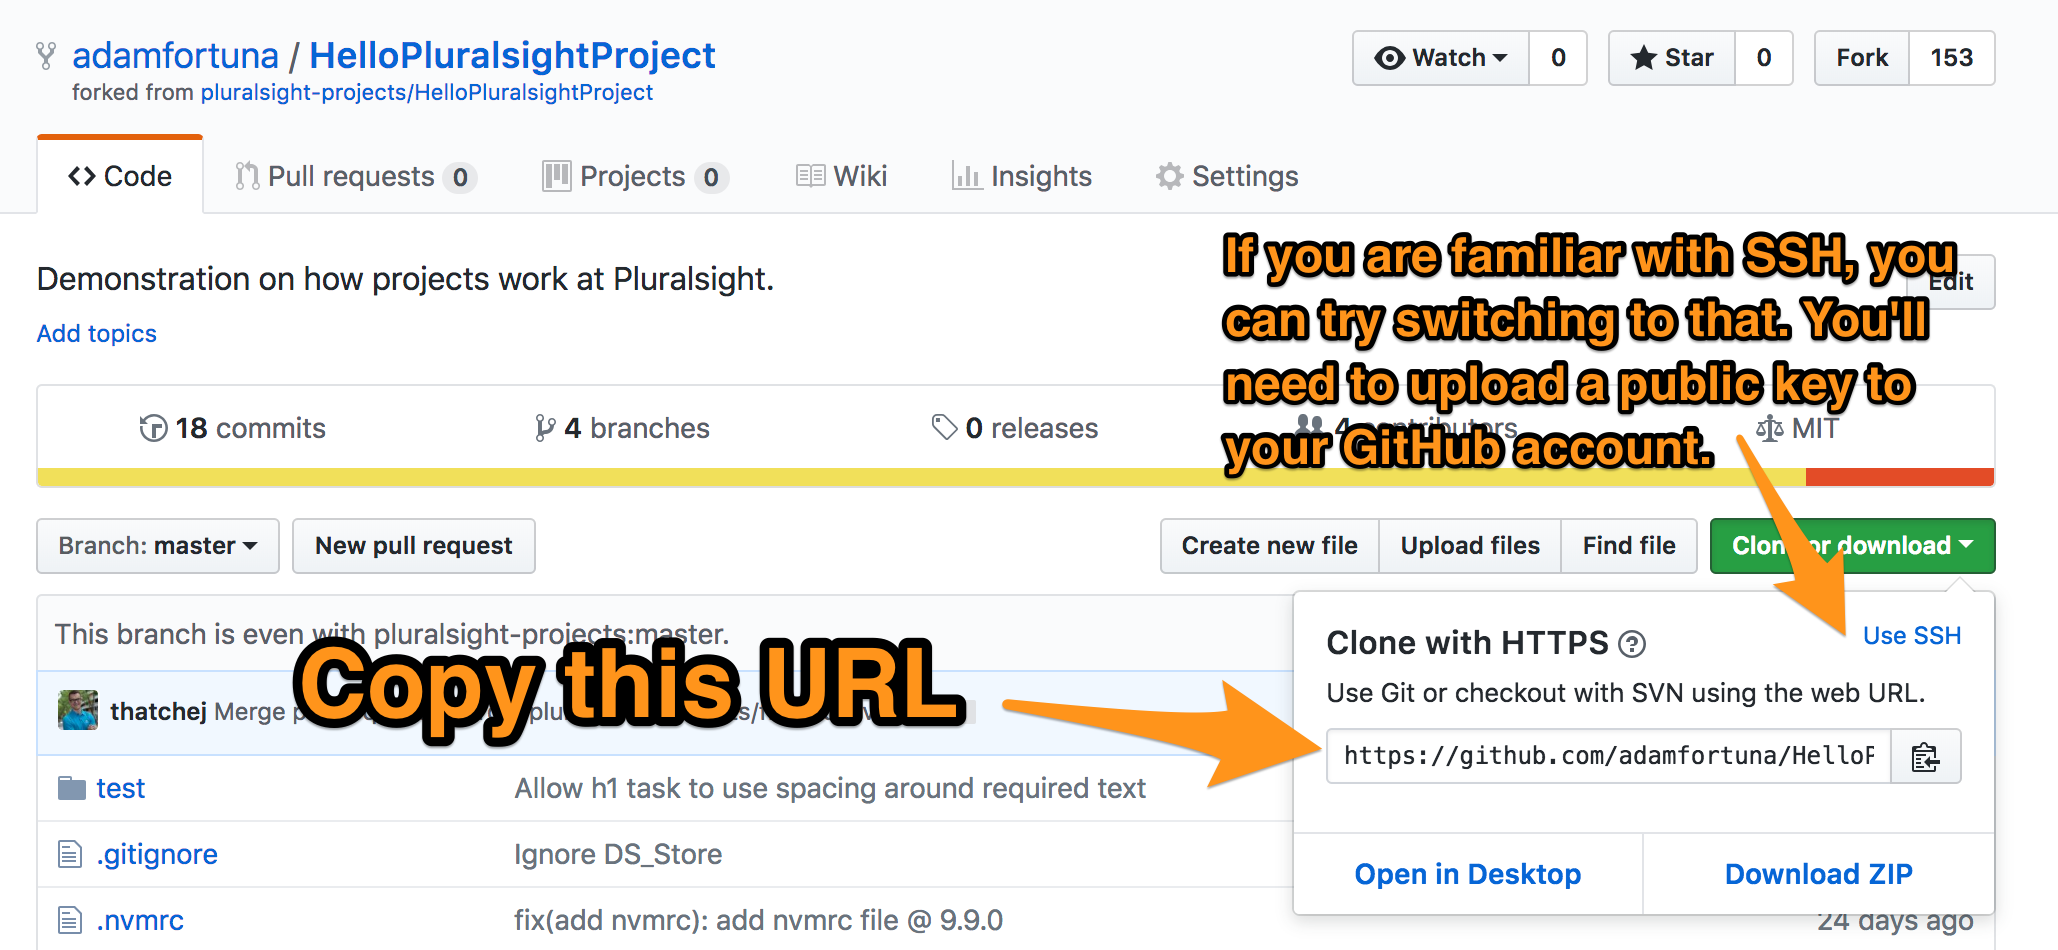 adamfortuna / HelloPluralsightProject
forked from pluralsight-projects/HelloPluralsightProject
Watch 0
Star 0
Fork 153
Code
Pull requests 0
Projects 0
Wiki
Insights
Settings
Demonstration on how projects work at Pluralsight.
Edit
Add topics
If you are familiar with SSH, you
can try switching to that. You'll
need to upload a public key to
your GitHub account.
18 commits
4 branches
0 releases
4 contributors
MIT
Branch: master
New pull request
Create new file
Upload files
Find file
Clone or download
This branch is even with pluralsight-projects:master.
Copy this URL
thatchej Merge
Clone with HTTPS ?
Use SSH
Use Git or checkout with SVN using the web URL.
https://github.com/adamfortuna/HelloP
Open in Desktop
Download ZIP
test
Allow h1 task to use spacing around required text
.gitignore
Ignore DS_Store
.nvmrc
fix(add nvmrc): add nvmrc file @ 9.9.0
24 days ago